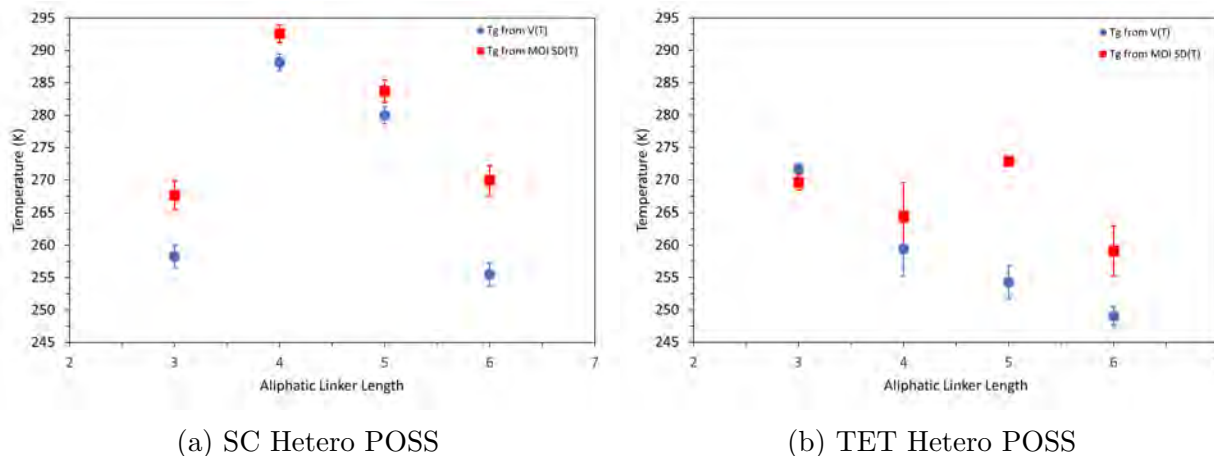 295
290
285
280
275
270
265
260
255
250
245
Temperature (K)
2 3 4 5 6 7
Aliphatic Linker Length
Tg from V(T)
Tg from MOI SD(T)
(a) SC Hetero POSS
295
290
285
280
275
270
265
260
255
250
245
Temperature (K)
2 3 4 5 6
Aliphatic Linker Length
Tg from V(T)
Tg from MOI SD(T)
(b) TET Hetero POSS